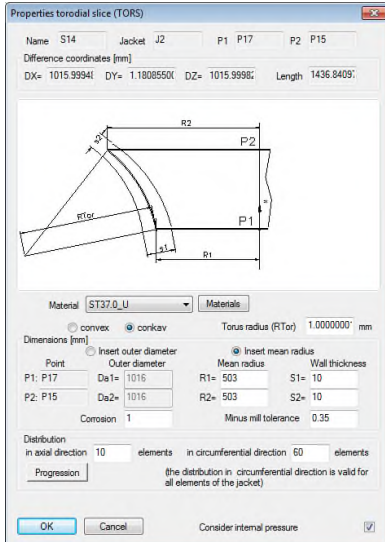 Properties torodial slice (TORS)
Name S14 Jacket J2 P1 P17 P2 P15
Difference coordinates [mm]
DX= 1015.9994 DY= 1.1808550 DZ= 1015.9998 Length 1436.8409
R2
P2
s2
RTor
s
P1
s1
R1
Material ST37.0_U Materials
convex conkav Torus radius (RTor) 1.0000000 mm
Dimensions [mm]
Insert outer diameter Insert mean radius
Point Outer diameter Mean radius Wall thickness
P1: P17 Da1= 1016 R1= 503 S1= 10
P2: P15 Da2= 1016 R2= 503 S2= 10
Corrosion 1 Minus mill tolerance 0.35
Distribution
in axial direction 10 elements in circumferential direction 60 elements
Progression (the distribution in circumferential direction is valid for
all elements of the jacket)
OK Cancel Consider internal pressure